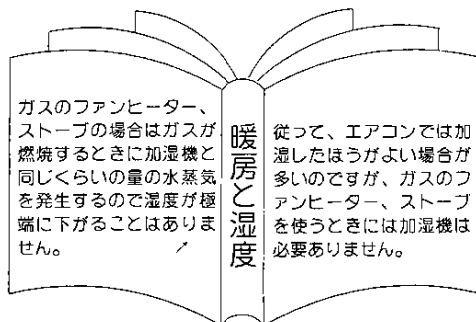 ガスのファンヒーター、
ストーブの場合はガスが
燃焼するときに加湿機と
同じくらいの量の水蒸気
を発生するので湿度が極
端に下がることはありま
せん。
暖房と湿度
従って、エアコンでは加
湿したほうがよい場合が
多いのですが、ガスのフ
ァンヒーター、ストーブ
を使うときには加湿機は
必要ありません。